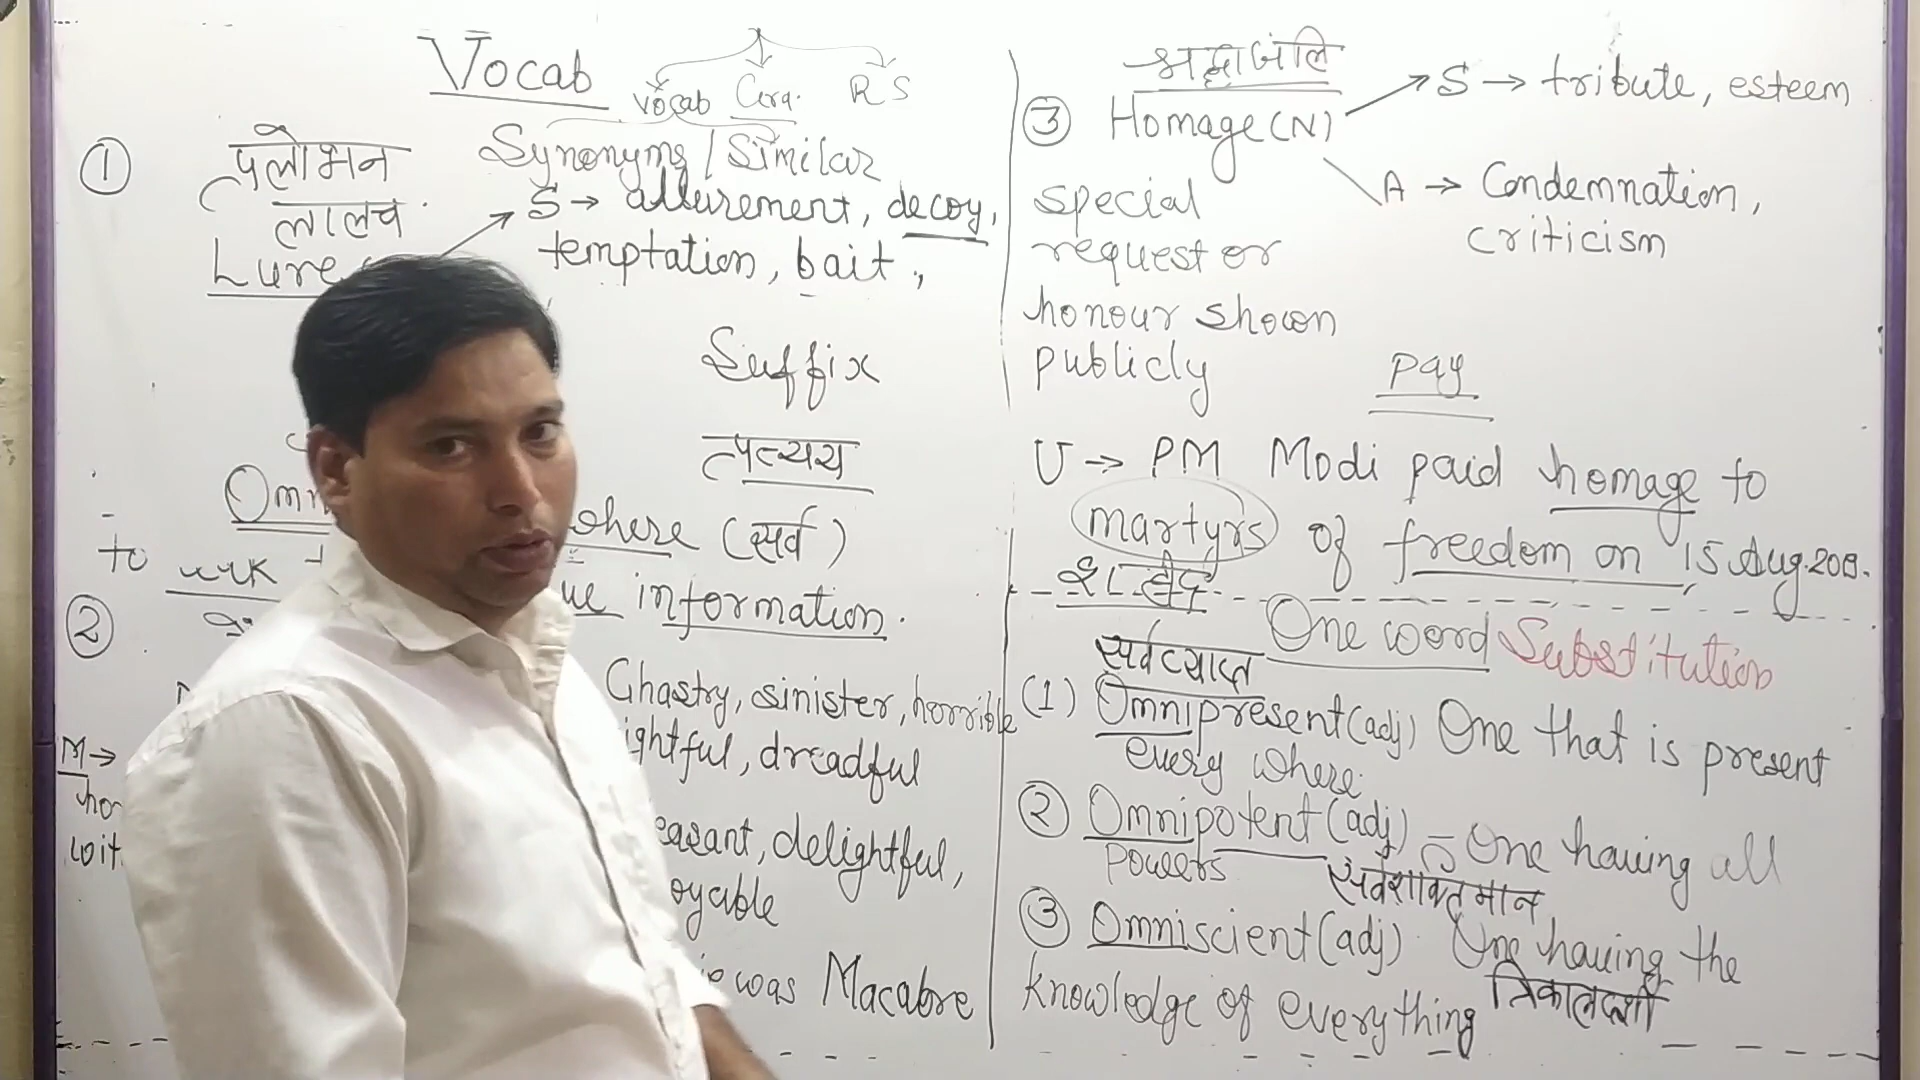 Vocab
vocab Gra. R S
①
प्रलोभन
Synonyms / Similar
लालच
S → allurement, decoy,
Lure
temptation, bait,
Suffix
प्रत्यय
where (सर्व)
to
information.
②
Ghastly, sinister, horrible
ightful, dreadful
M →
easant, delightful,
oyable
was Macabre
श्रद्धांजलि
③ Homage (N)
S → tribute, esteem
A → Condemnation,
criticism
special
request or
honour shown
publicly
pay
U → PM Modi paid homage to
martyrs of freedom on 15 Aug.
शहीद
One word Substitution
सर्वव्याप्त
(1) Omnipresent (adj) One that is present
every where.
② Omnipotent (adj) - One having all
Powers
सर्वशक्तिमान
③ Omniscient (adj). One having the
knowledge of everything
त्रिकालदर्शी